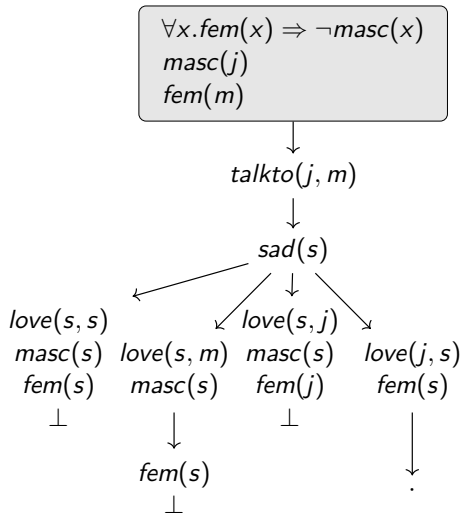 ∀x.fem(x) ⇒ ¬masc(x)
masc(j)
fem(m)
talkto(j, m)
sad(s)
love(s, s)
masc(s)
fem(s)
⊥
love(s, m)
masc(s)
fem(s)
⊥
love(s, j)
masc(s)
fem(j)
⊥
love(j, s)
fem(s)
.